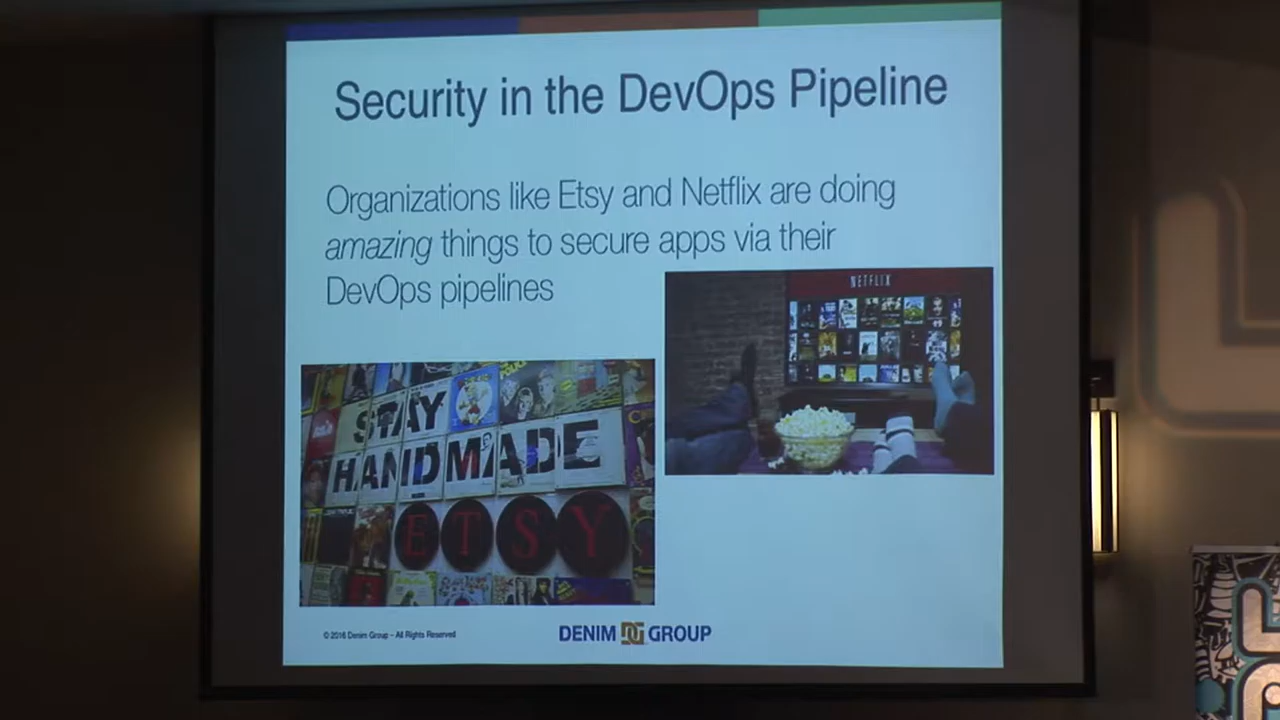 Security in the DevOps Pipeline
Organizations like Etsy and Netflix are doing
amazing things to secure apps via their
DevOps pipelines
NETFLIX
STAY
HANDMADE
ETSY
© 2016 Denim Group – All Rights Reserved
DENIM DG GROUP